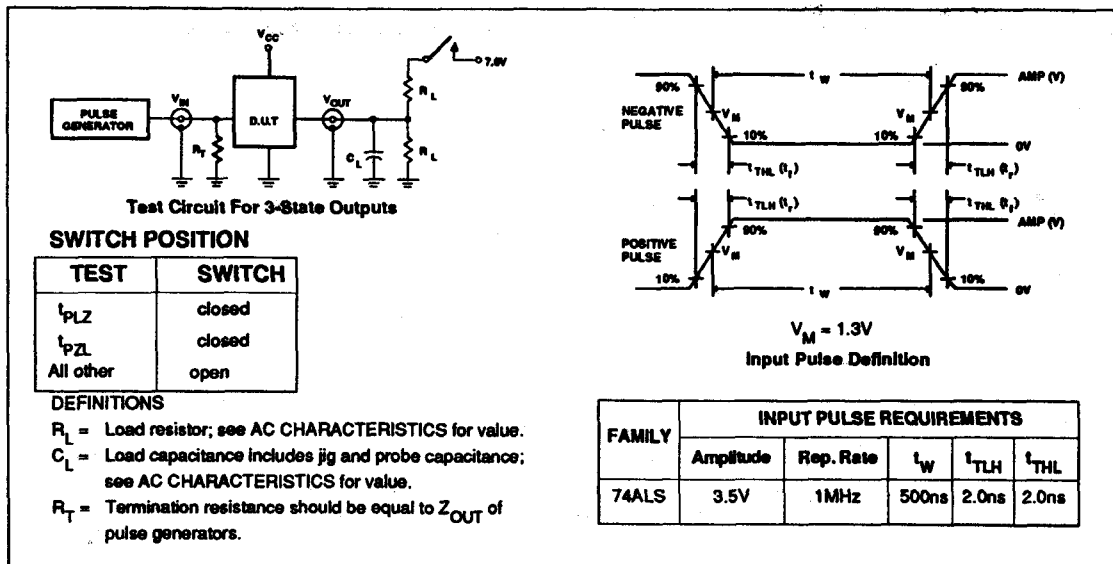 VCC
7.0V
RL
PULSE GENERATOR
VIN
D.U.T
VOUT
RT
CL
RL
Test Circuit For 3-State Outputs
SWITCH POSITION
TEST SWITCH
tPLZ closed
tPZL closed
All other open
DEFINITIONS
RL = Load resistor; see AC CHARACTERISTICS for value.
CL = Load capacitance includes jig and probe capacitance;
see AC CHARACTERISTICS for value.
RT = Termination resistance should be equal to ZOUT of
pulse generators.
90% tW 90% AMP (V)
NEGATIVE PULSE
VM VM
10% 10% 0V
tTHL (tf) tTLH (tr)
tTLH (tr) tTHL (tf)
90% 90% AMP (V)
POSITIVE PULSE
VM VM
10% 10%
tW 0V
VM = 1.3V
Input Pulse Definition
FAMILY INPUT PULSE REQUIREMENTS
Amplitude Rep. Rate tW tTLH tTHL
74ALS 3.5V 1MHz 500ns 2.0ns 2.0ns